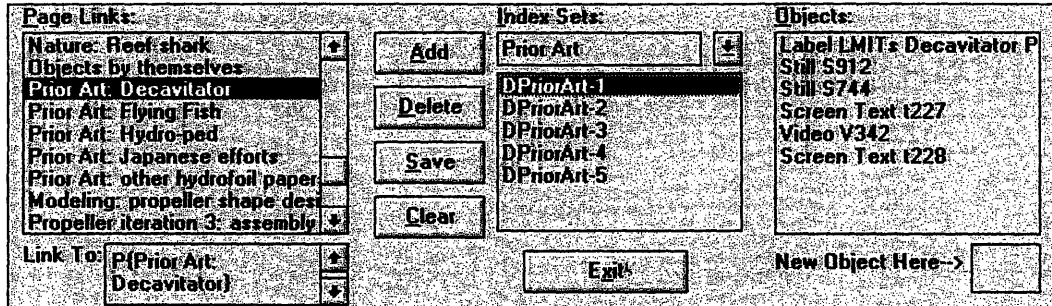 Page Links:
Nature: Reef shark
Objects by themselves
Prior Art: Decavitator
Prior Art: Flying Fish
Prior Art: Hydro-ped
Prior Art: Japanese efforts
Prior Art: other hydrofoil paper
Modeling: propeller shape desi
Propeller iteration 3: assembly
Link To:
P{Prior Art:
Decavitator}
Add
Delete
Save
Clear
Index Sets:
Prior Art
DPriorArt-1
DPriorArt-2
DPriorArt-3
DPriorArt-4
DPriorArt-5
Exit
Objects:
Label LMITs Decavitator P
Still S912
Still S744
Screen Text t227
Video V342
Screen Text t228
New Object Here-->